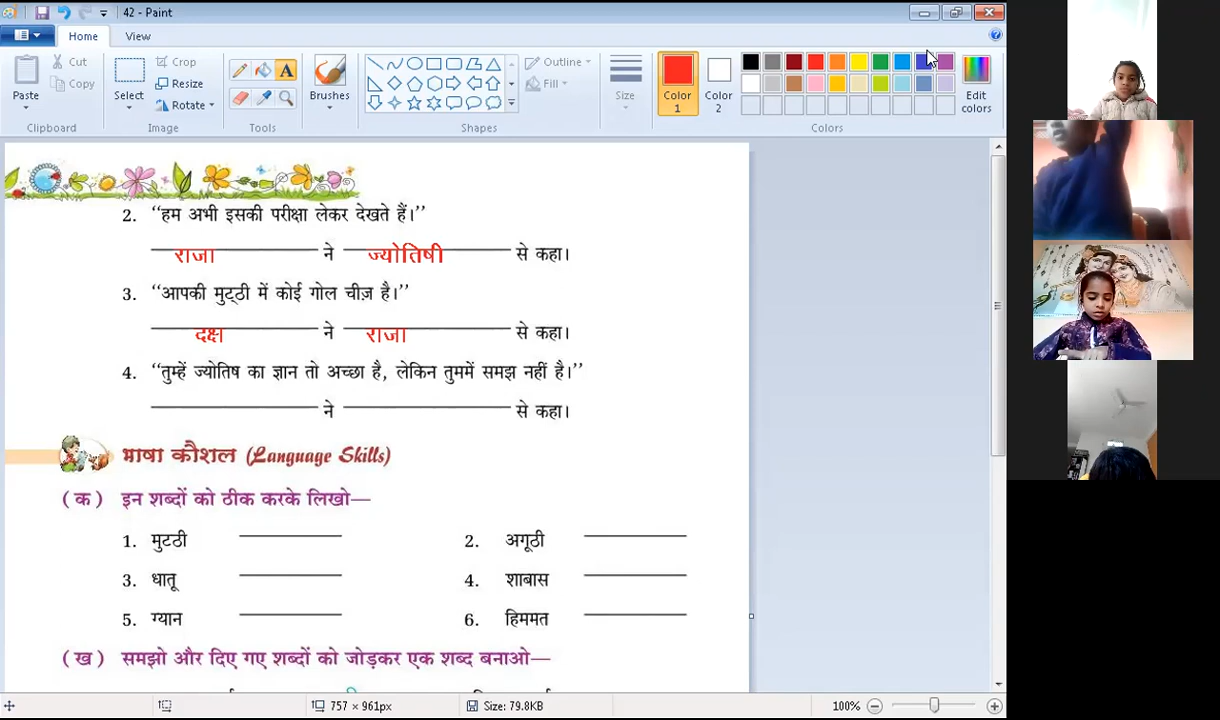 42 - Paint
Home View
Cut
Copy
Paste
Clipboard
Select
Crop
Resize
Rotate
Image
Tools
Brushes
Shapes
Outline
Fill
Size
Color 1
Color 2
Edit colors
Colors
2. ‘‘हम अभी इसकी परीक्षा लेकर देखते हैं।’’
राजा ने ज्योतिषी से कहा।
3. ‘‘आपकी मुट्ठी में कोई गोल चीज़ है।’’
दक्ष ने राजा से कहा।
4. ‘‘तुम्हें ज्योतिष का ज्ञान तो अच्छा है, लेकिन तुममें समझ नहीं है।’’
ने से कहा।
भाषा कौशल (Language Skills)
(क) इन शब्दों को ठीक करके लिखो—
1. मुटठी 2. अगूठी
3. धातू 4. शाबास
5. ग्यान 6. हिममत
(ख) समझो और दिए गए शब्दों को जोड़कर एक शब्द बनाओ—
757 × 961px Size: 79.8KB 100%